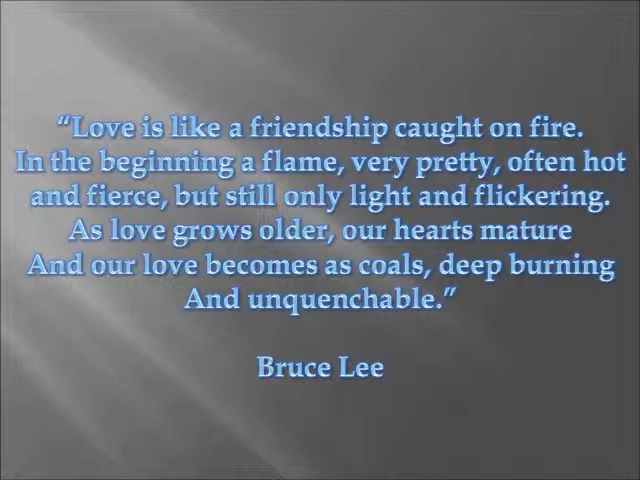 “Love is like a friendship caught on fire.
In the beginning a flame, very pretty, often hot
and fierce, but still only light and flickering.
As love grows older, our hearts mature
And our love becomes as coals, deep burning
And unquenchable.”
Bruce Lee